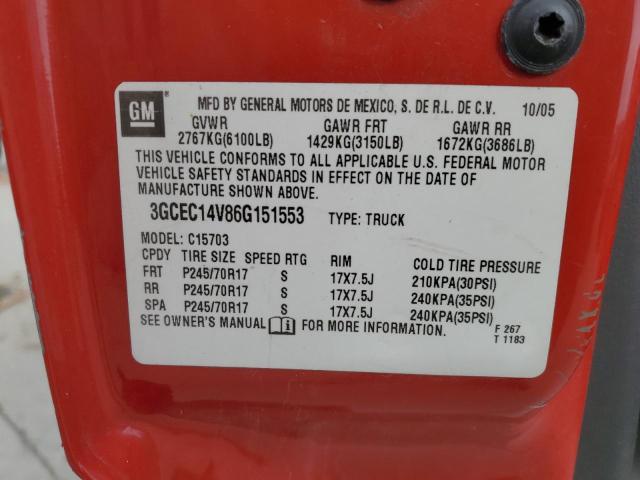 GM ® MFD BY GENERAL MOTORS DE MEXICO, S. DE R.L. DE C.V. 10/05
GVWR GAWR FRT GAWR RR
2767KG(6100LB) 1429KG(3150LB) 1672KG(3686LB)
THIS VEHICLE CONFORMS TO ALL APPLICABLE U.S. FEDERAL MOTOR
VEHICLE SAFETY STANDARDS IN EFFECT ON THE DATE OF
MANUFACTURE SHOWN ABOVE.
3GCEC14V86G151553 TYPE: TRUCK
MODEL: C15703
CPDY TIRE SIZE SPEED RTG RIM COLD TIRE PRESSURE
FRT P245/70R17 S 17X7.5J 210KPA(30PSI)
RR P245/70R17 S 17X7.5J 240KPA(35PSI)
SPA P245/70R17 S 17X7.5J 240KPA(35PSI)
SEE OWNER'S MANUAL FOR MORE INFORMATION.
F 267
T 1183